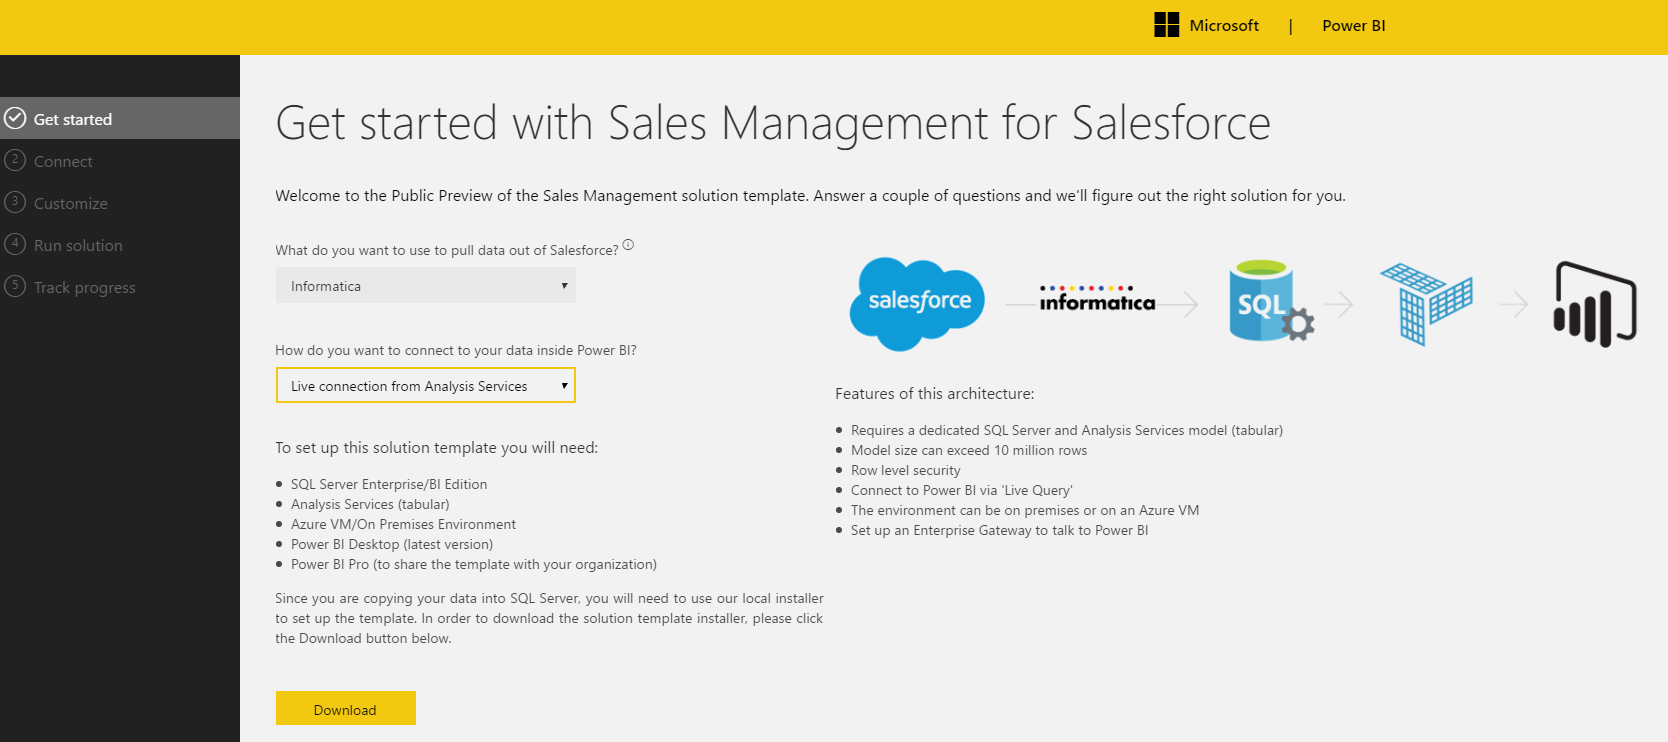 Microsoft | Power BI
Get started
2 Connect
3 Customize
4 Run solution
5 Track progress
Get started with Sales Management for Salesforce
Welcome to the Public Preview of the Sales Management solution template. Answer a couple of questions and we'll figure out the right solution for you.
What do you want to use to pull data out of Salesforce?
Informatica
How do you want to connect to your data inside Power BI?
Live connection from Analysis Services
To set up this solution template you will need:
SQL Server Enterprise/BI Edition
Analysis Services (tabular)
Azure VM/On Premises Environment
Power BI Desktop (latest version)
Power BI Pro (to share the template with your organization)
Since you are copying your data into SQL Server, you will need to use our local installer
to set up the template. In order to download the solution template installer, please click
the Download button below.
Download
salesforce
informatica
SQL
Features of this architecture:
Requires a dedicated SQL Server and Analysis Services model (tabular)
Model size can exceed 10 million rows
Row level security
Connect to Power BI via 'Live Query'
The environment can be on premises or on an Azure VM
Set up an Enterprise Gateway to talk to Power BI